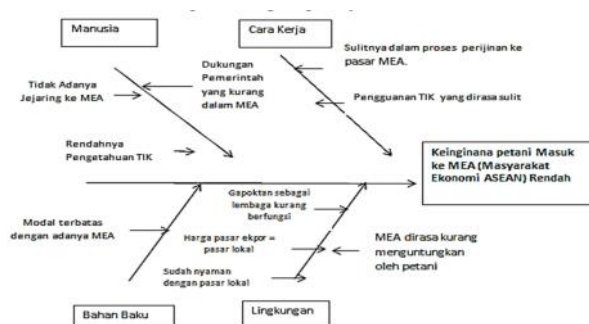 Manusia
Cara Kerja
Dukungan
Pemerintah
yang kurang
dalam MEA
Sulitnya dalam proses perijinan ke
pasar MEA.
Tidak Adanya
Jejaring ke MEA
Pengguanan TIK yang dirasa sulit
Rendahnya
Pengetahuan TIK
Keinginana petani Masuk
ke MEA (Masyarakat
Ekonomi ASEAN) Rendah
Gapoktan sebagai
lembaga kurang
berfungsi
Modal terbatas
dengan adanya MEA
Harga pasar ekpor =
pasar lokal
MEA dirasa kurang
menguntungkan
oleh petani
Sudah nyaman
dengan pasar lokal
Bahan Baku
Lingkungan